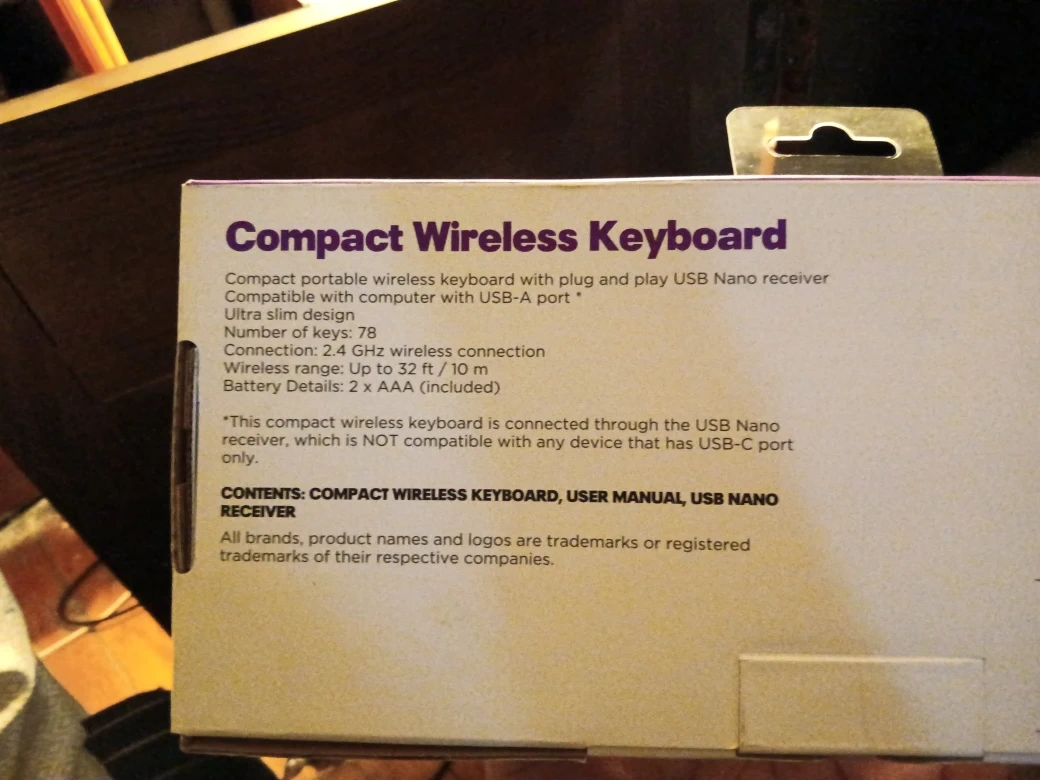 Compact Wireless Keyboard
Compact portable wireless keyboard with plug and play USB Nano receiver
Compatible with computer with USB-A port *
Ultra slim design
Number of keys: 78
Connection: 2.4 GHz wireless connection
Wireless range: Up to 32 ft / 10 m
Battery Details: 2 x AAA (included)
*This compact wireless keyboard is connected through the USB Nano
receiver, which is NOT compatible with any device that has USB-C port
only.
CONTENTS: COMPACT WIRELESS KEYBOARD, USER MANUAL, USB NANO
RECEIVER
All brands, product names and logos are trademarks or registered
trademarks of their respective companies.